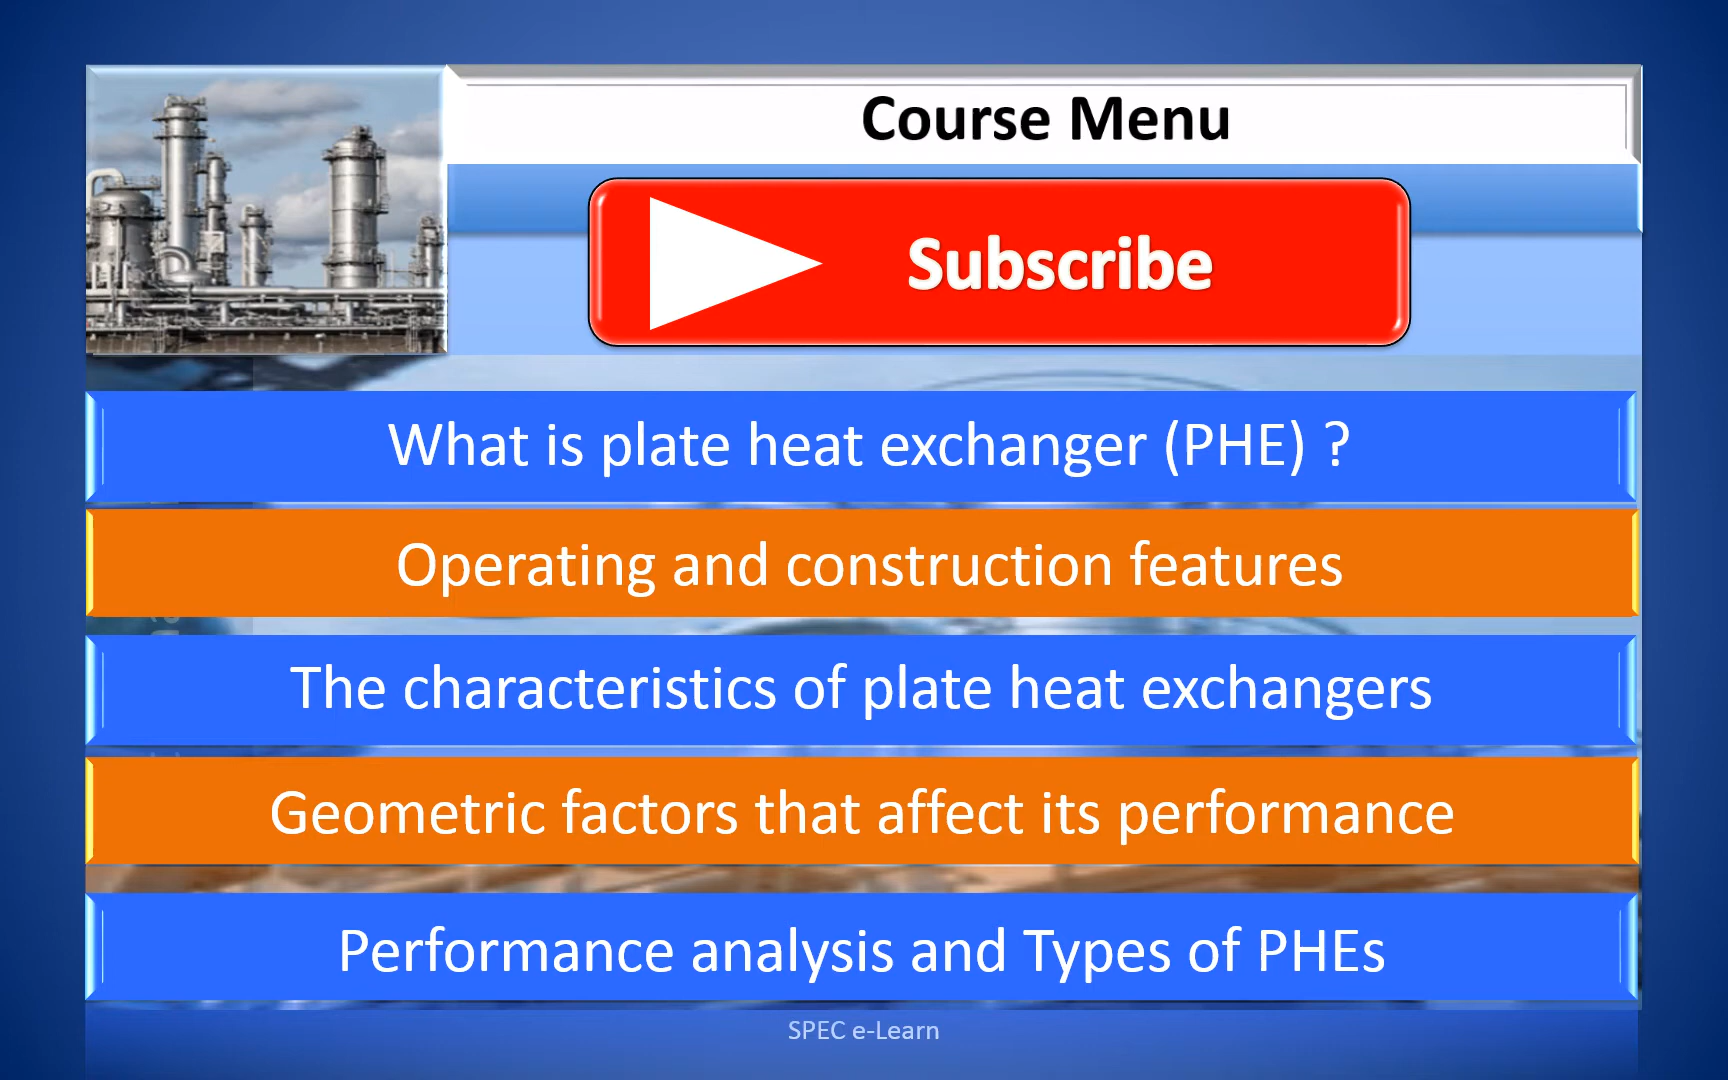 Course Menu
Subscribe
What is plate heat exchanger (PHE) ?
Operating and construction features
The characteristics of plate heat exchangers
Geometric factors that affect its performance
Performance analysis and Types of PHEs
SPEC e-Learn